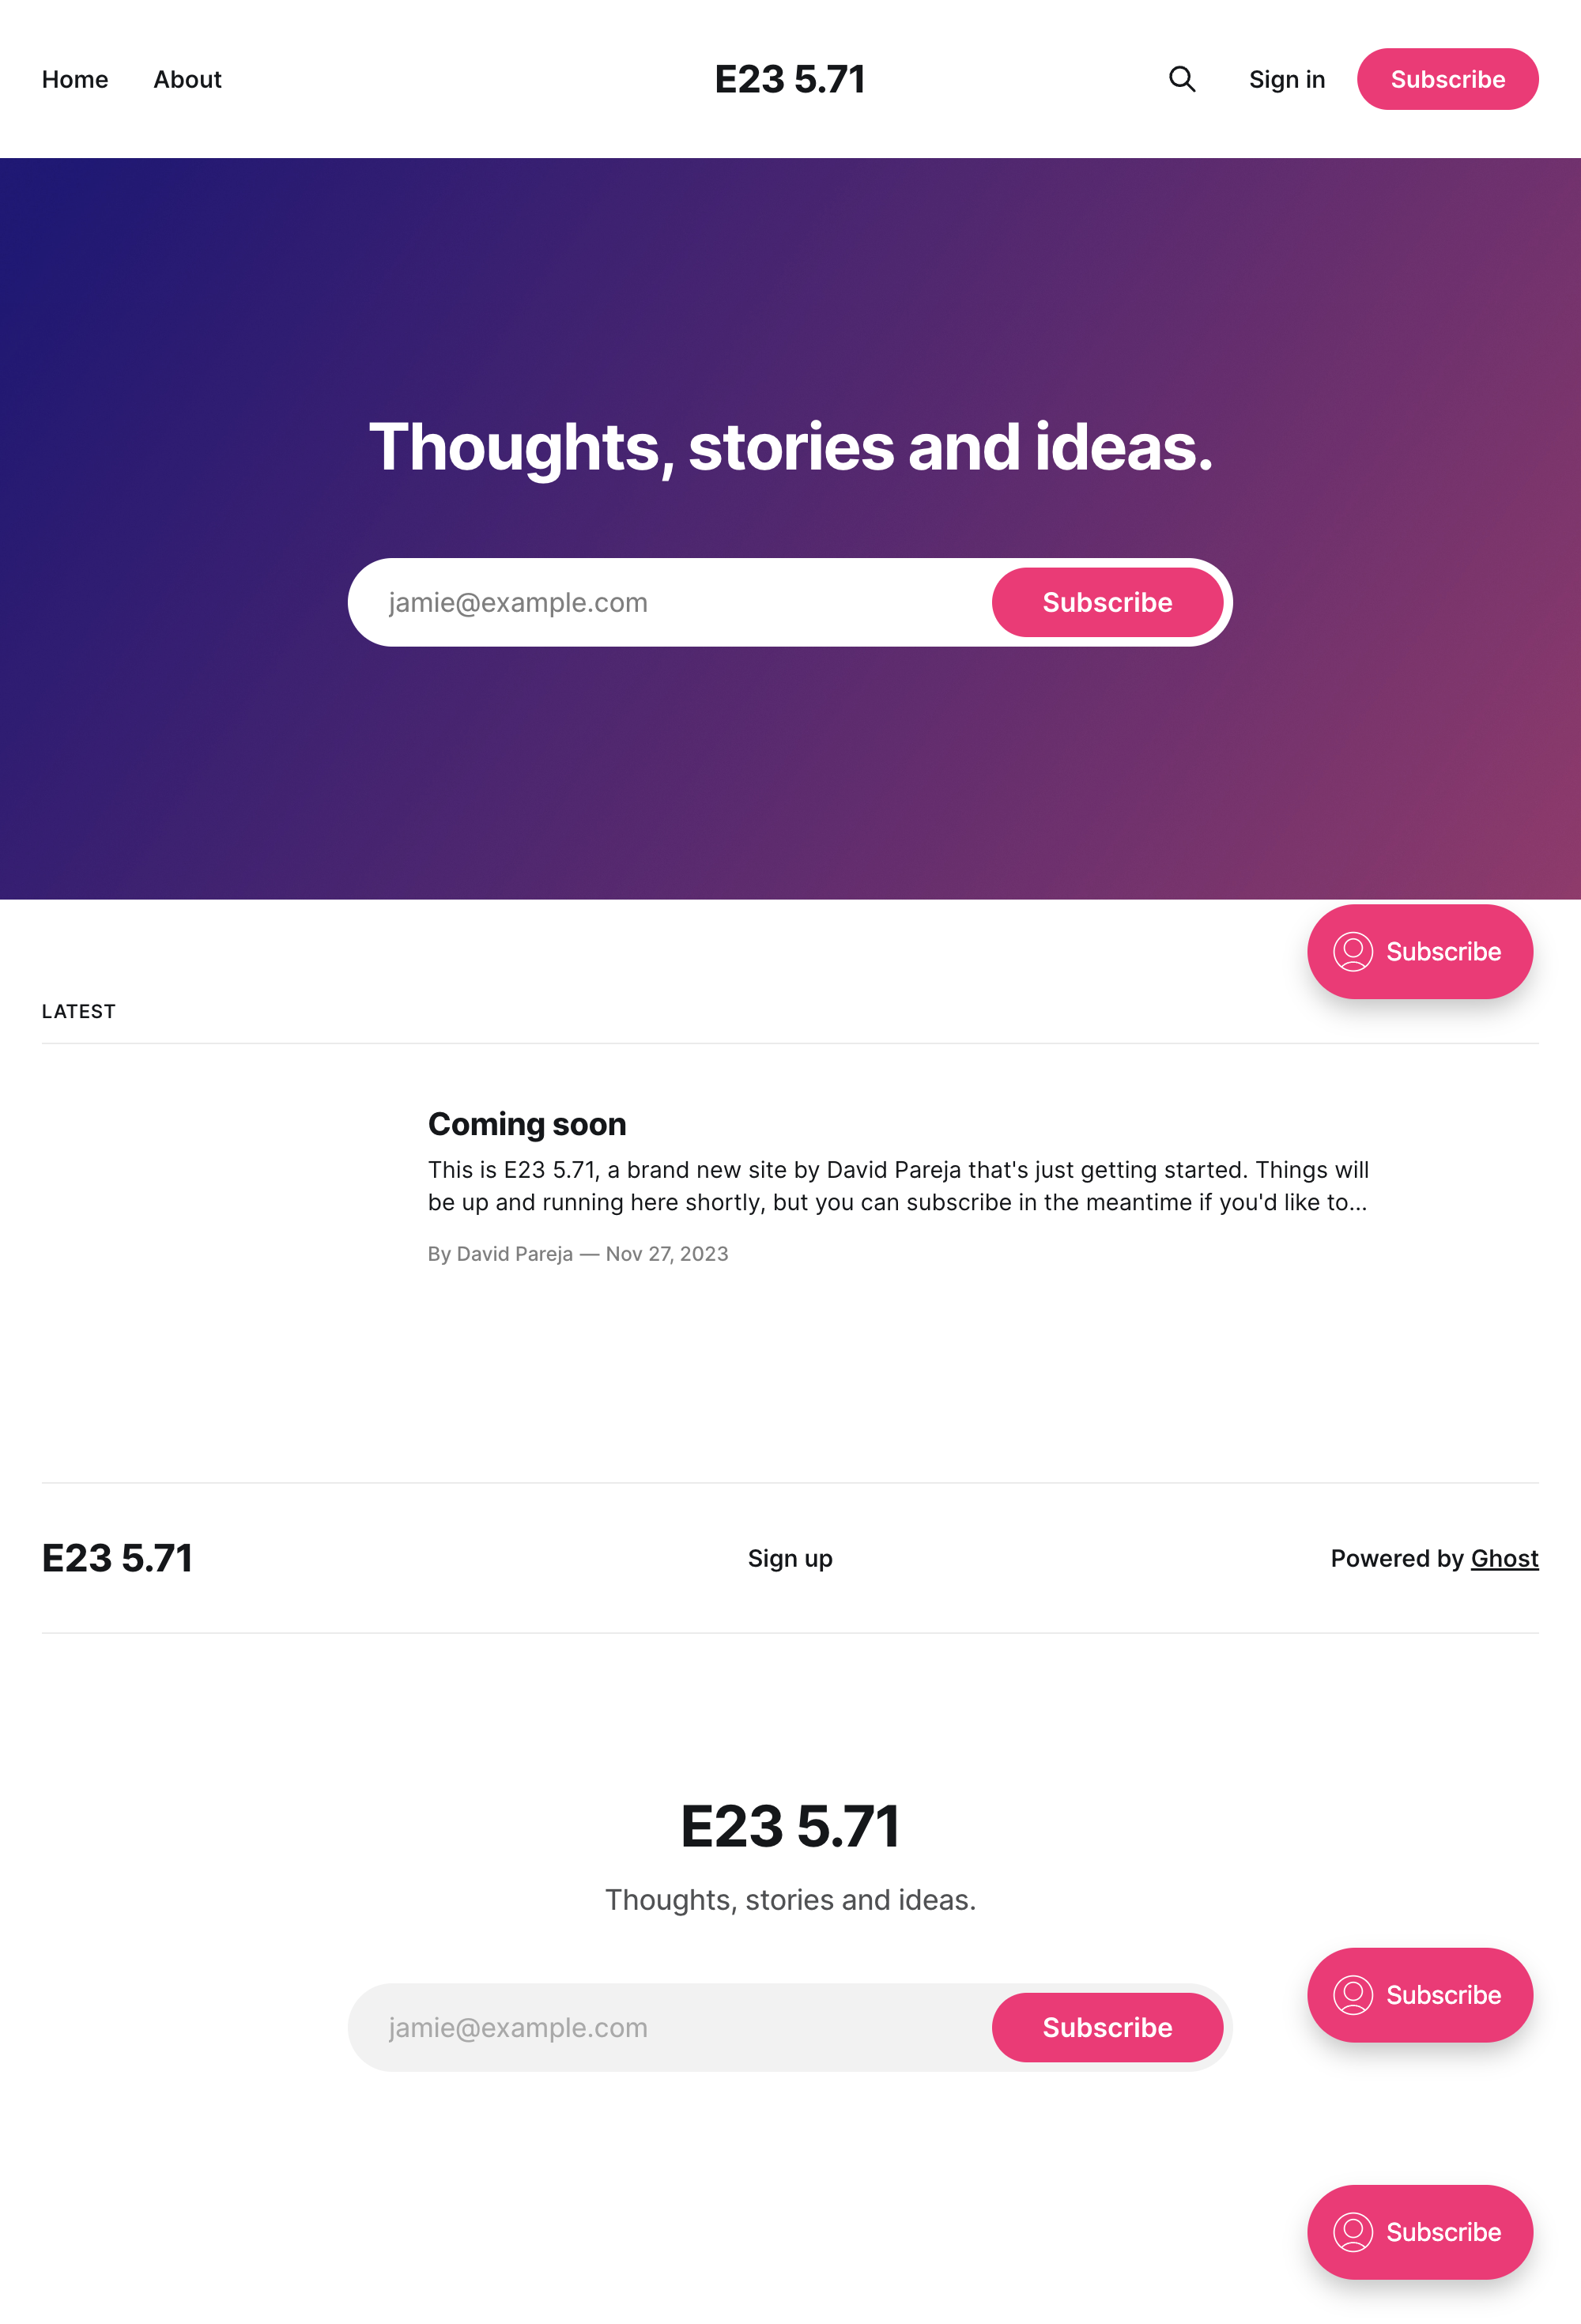 Home
About
E23 5.71
Sign in
Subscribe
Thoughts, stories and ideas.
jamie@example.com
Subscribe
Subscribe
LATEST
Coming soon
This is E23 5.71, a brand new site by David Pareja that's just getting started. Things will
be up and running here shortly, but you can subscribe in the meantime if you'd like to...
By David Pareja — Nov 27, 2023
E23 5.71
Sign up
Powered by Ghost
E23 5.71
Thoughts, stories and ideas.
Subscribe
jamie@example.com
Subscribe
Subscribe